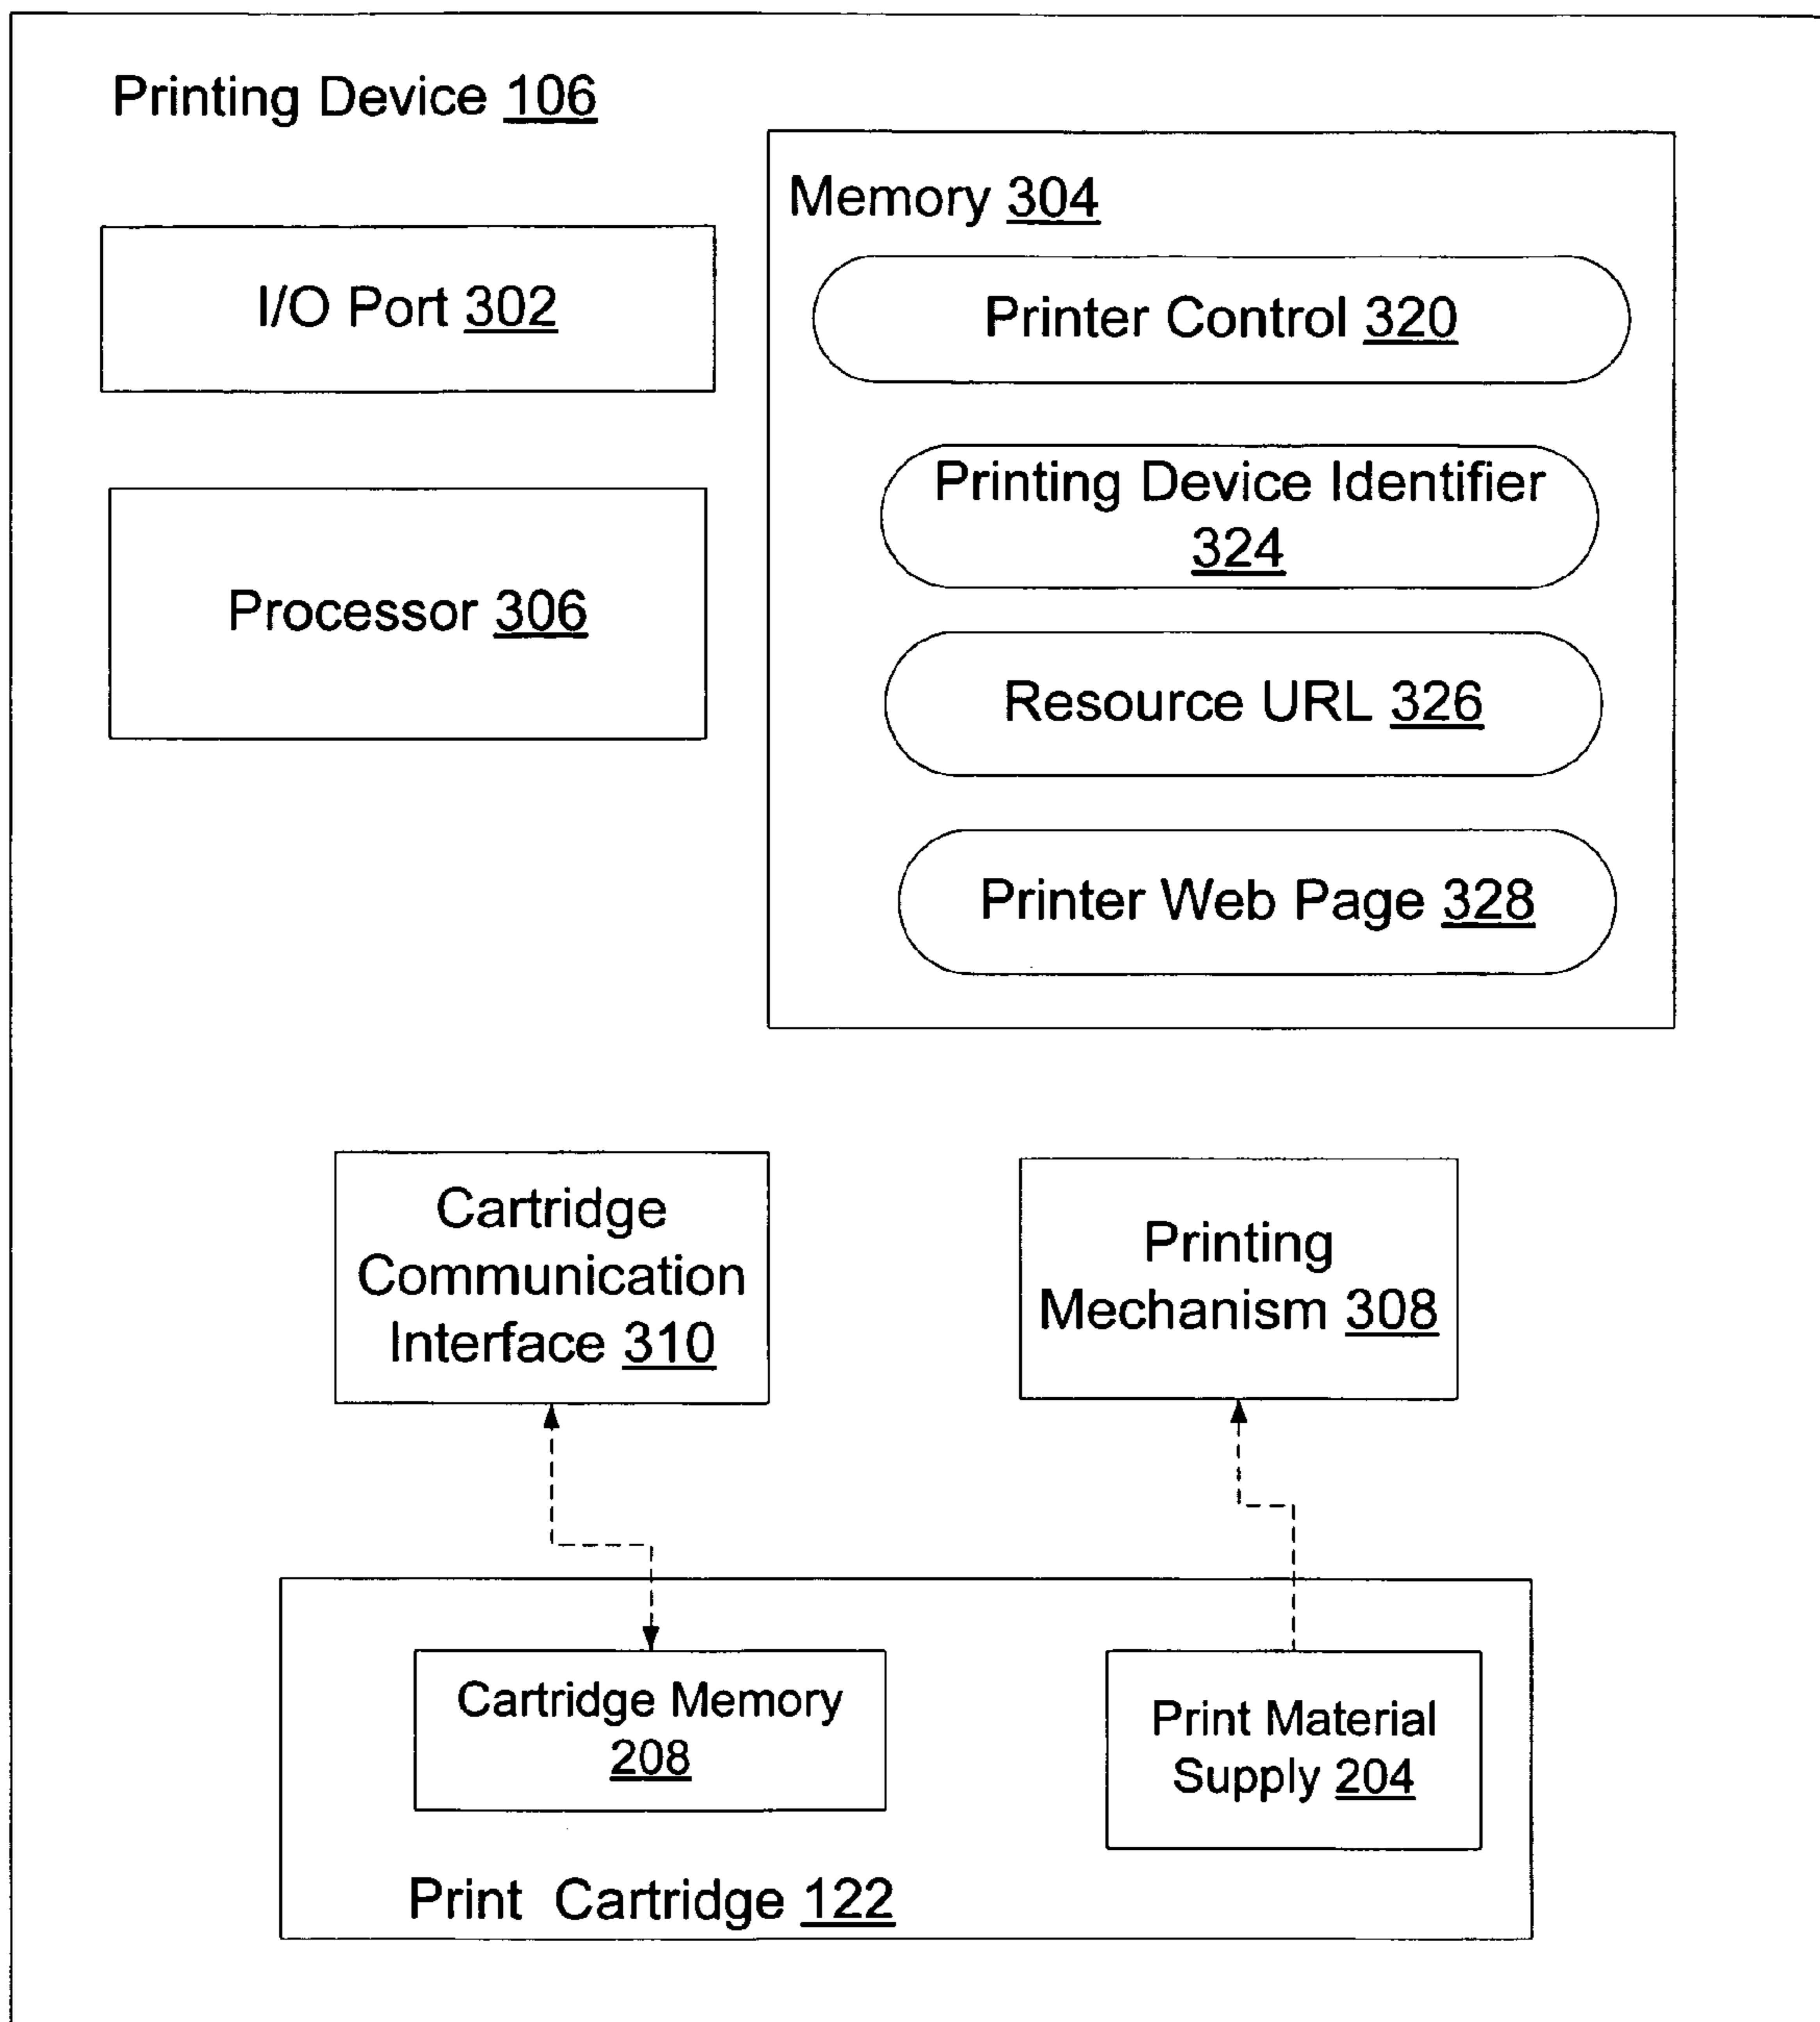 Printing Device 106
Memory 304
I/O Port 302
Printer Control 320
Printing Device Identifier
324
Processor 306
Resource URL 326
Printer Web Page 328
Cartridge
Communication
Interface 310
Printing
Mechanism 308
Cartridge Memory
208
Print Material
Supply 204
Print Cartridge 122